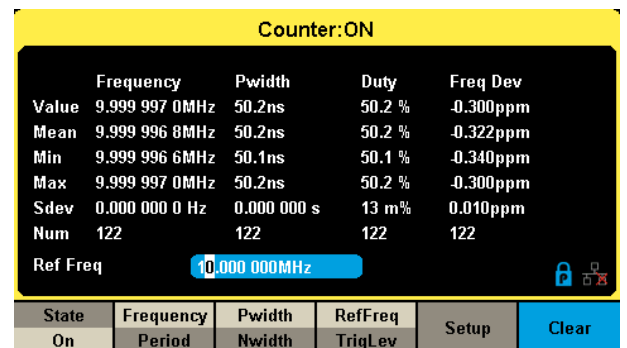 Counter:ON
Frequency Pwidth Duty Freq Dev
Value 9.999 997 0MHz 50.2ns 50.2 % -0.300ppm
Mean 9.999 996 8MHz 50.2ns 50.2 % -0.322ppm
Min 9.999 996 6MHz 50.1ns 50.1 % -0.340ppm
Max 9.999 997 0MHz 50.2ns 50.2 % -0.300ppm
Sdev 0.000 000 0 Hz 0.000 000 s 13 m% 0.010ppm
Num 122 122 122 122
Ref Freq 10.000 000MHz
P
State Frequency Pwidth RefFreq Setup Clear
On Period Nwidth TrigLev